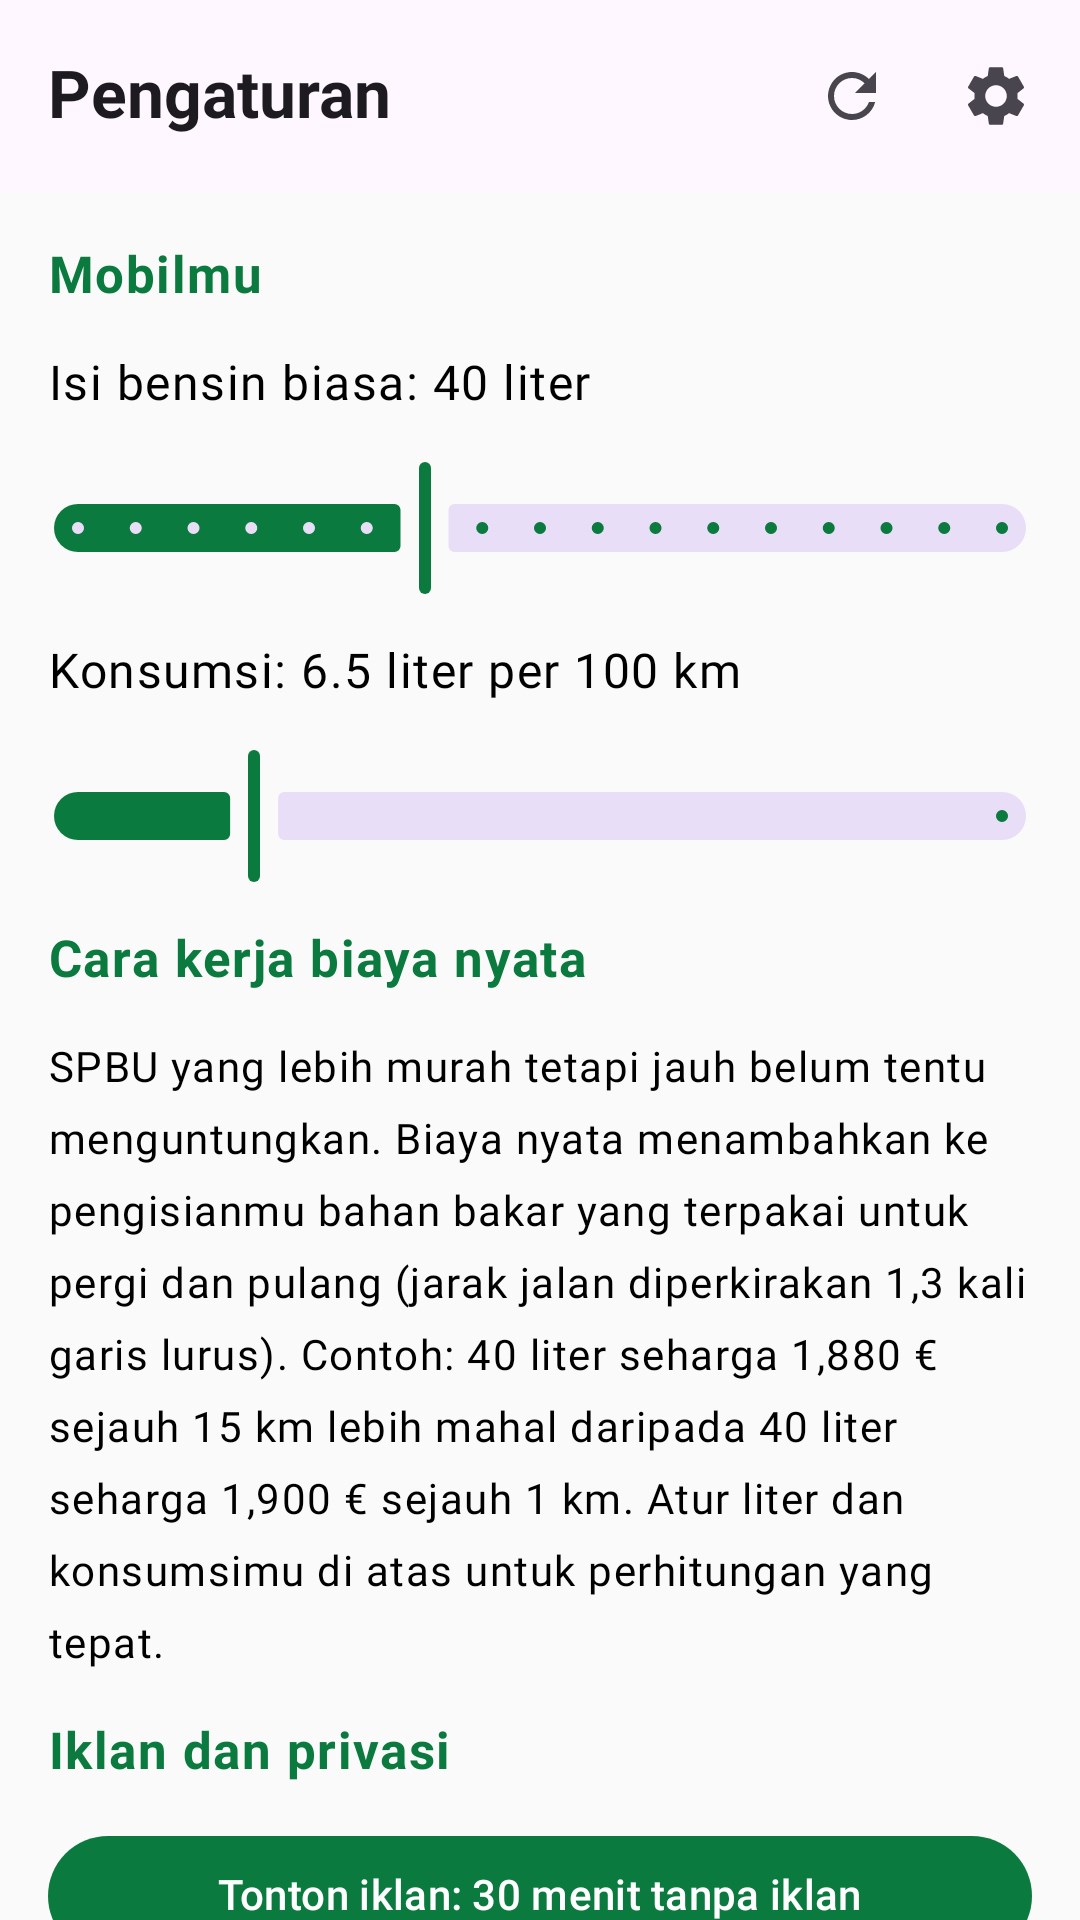 Pengaturan
Mobilmu
Isi bensin biasa: 40 liter
Konsumsi: 6.5 liter per 100 km
Cara kerja biaya nyata
SPBU yang lebih murah tetapi jauh belum tentu
menguntungkan. Biaya nyata menambahkan ke
pengisianmu bahan bakar yang terpakai untuk
pergi dan pulang (jarak jalan diperkirakan 1,3 kali
garis lurus). Contoh: 40 liter seharga 1,880 €
sejauh 15 km lebih mahal daripada 40 liter
seharga 1,900 € sejauh 1 km. Atur liter dan
konsumsimu di atas untuk perhitungan yang
tepat.
Iklan dan privasi
Tonton iklan: 30 menit tanpa iklan